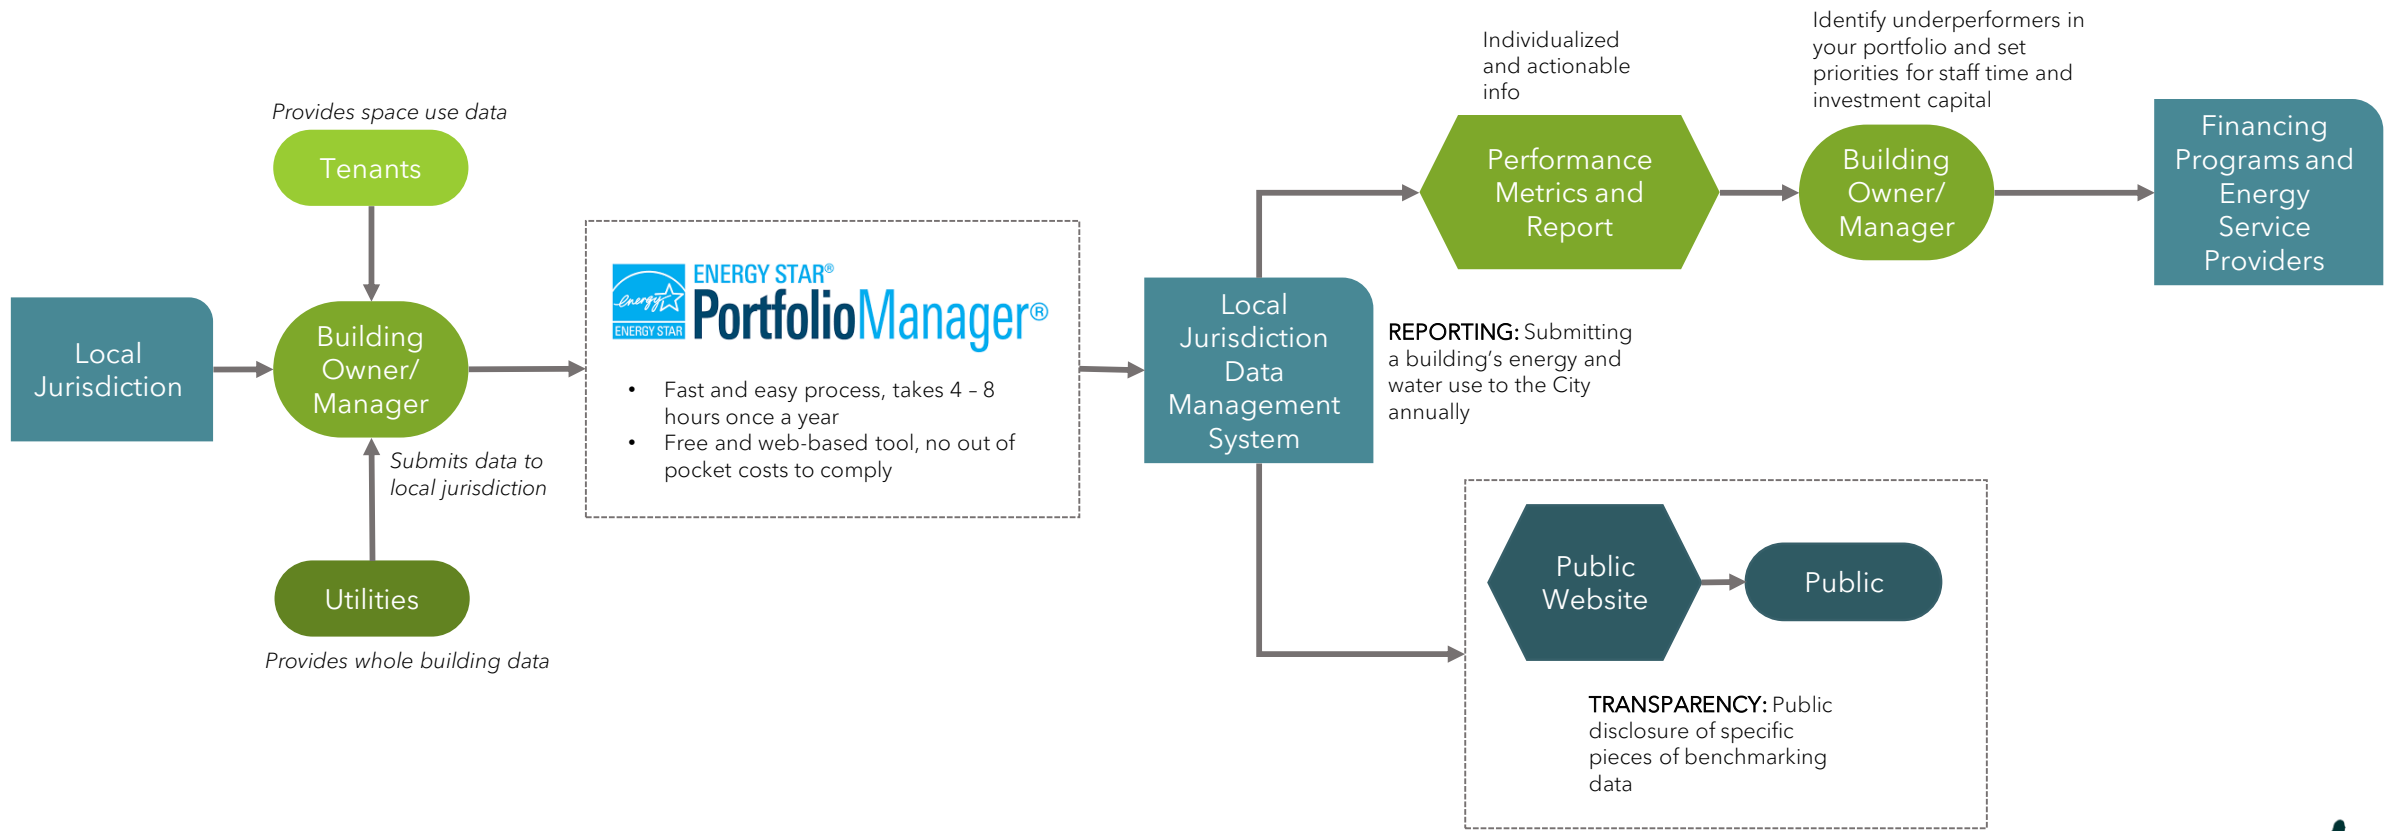 Provides space use data
Tenants
Local
Jurisdiction
Building
Owner/
Manager
Submits data to
local jurisdiction
Utilities
Provides whole building data
energy
ENERGY STAR
ENERGY STAR®
PortfolioManager®
• Fast and easy process, takes 4 – 8
hours once a year
• Free and web-based tool, no out of
pocket costs to comply
Local
Jurisdiction
Data
Management
System
Individualized
and actionable
info
Performance
Metrics and
Report
Identify underperformers in
your portfolio and set
priorities for staff time and
investment capital
Building
Owner/
Manager
Financing
Programs and
Energy
Service
Providers
REPORTING: Submitting
a building’s energy and
water use to the City
annually
Public
Website
Public
TRANSPARENCY: Public
disclosure of specific
pieces of benchmarking
data